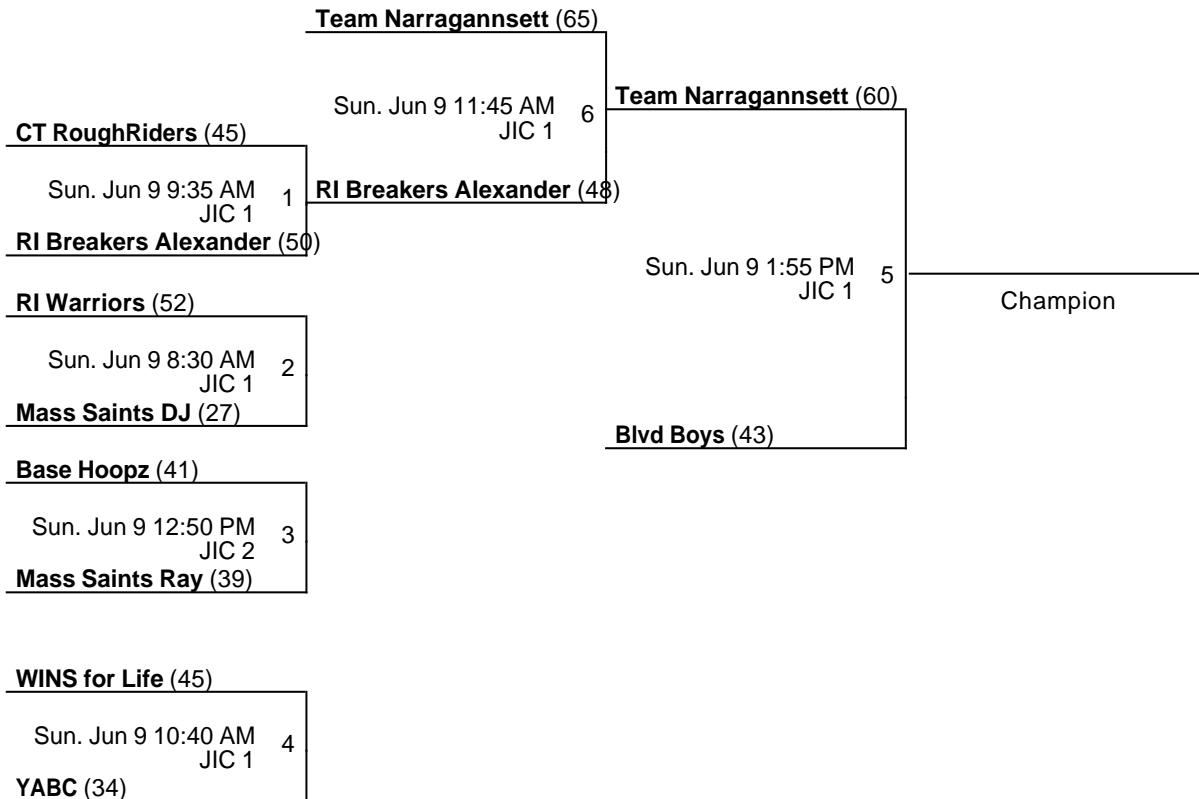 Team Narragannsett (65)
Sun. Jun 9 11:45 AM
JIC 1
6
Team Narragannsett (60)
CT RoughRiders (45)
Sun. Jun 9 9:35 AM
JIC 1
1
RI Breakers Alexander (48)
RI Breakers Alexander (50)
Sun. Jun 9 1:55 PM
JIC 1
5
Champion
RI Warriors (52)
Sun. Jun 9 8:30 AM
JIC 1
2
Mass Saints DJ (27)
Blvd Boys (43)
Base Hoopz (41)
Sun. Jun 9 12:50 PM
JIC 2
3
Mass Saints Ray (39)
WINS for Life (45)
Sun. Jun 9 10:40 AM
JIC 1
4
YABC (34)